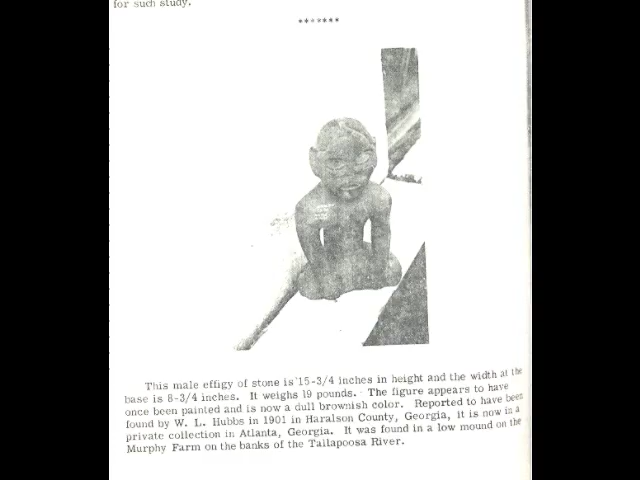 for such study.
*******
This male effigy of stone is 15-3/4 inches in height and the width at the
base is 8-3/4 inches. It weighs 19 pounds. The figure appears to have
once been painted and is now a dull brownish color. Reported to have been
found by W. L. Hubbs in 1901 in Haralson County, Georgia, it is now in a
private collection in Atlanta, Georgia. It was found in a low mound on the
Murphy Farm on the banks of the Tallapoosa River.